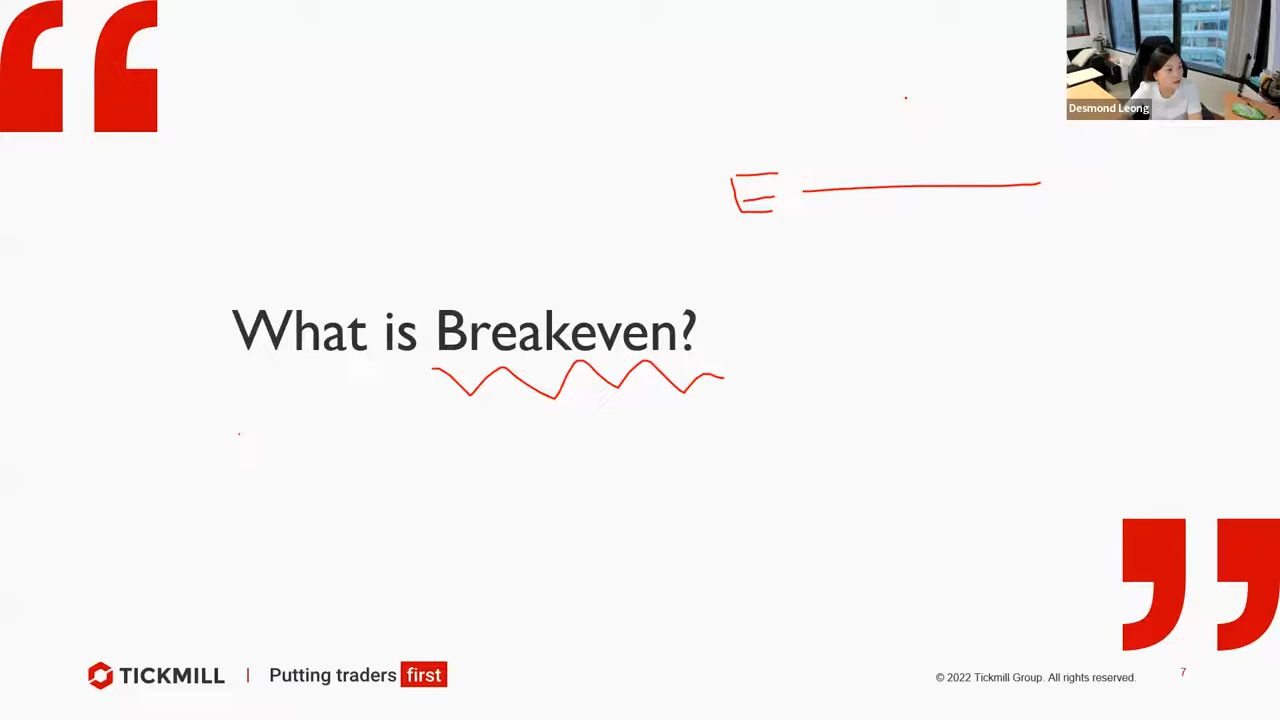 Desmond Leong
E
What is Breakeven?
TICKMILL | Putting traders first
© 2022 Tickmill Group. All rights reserved.
7